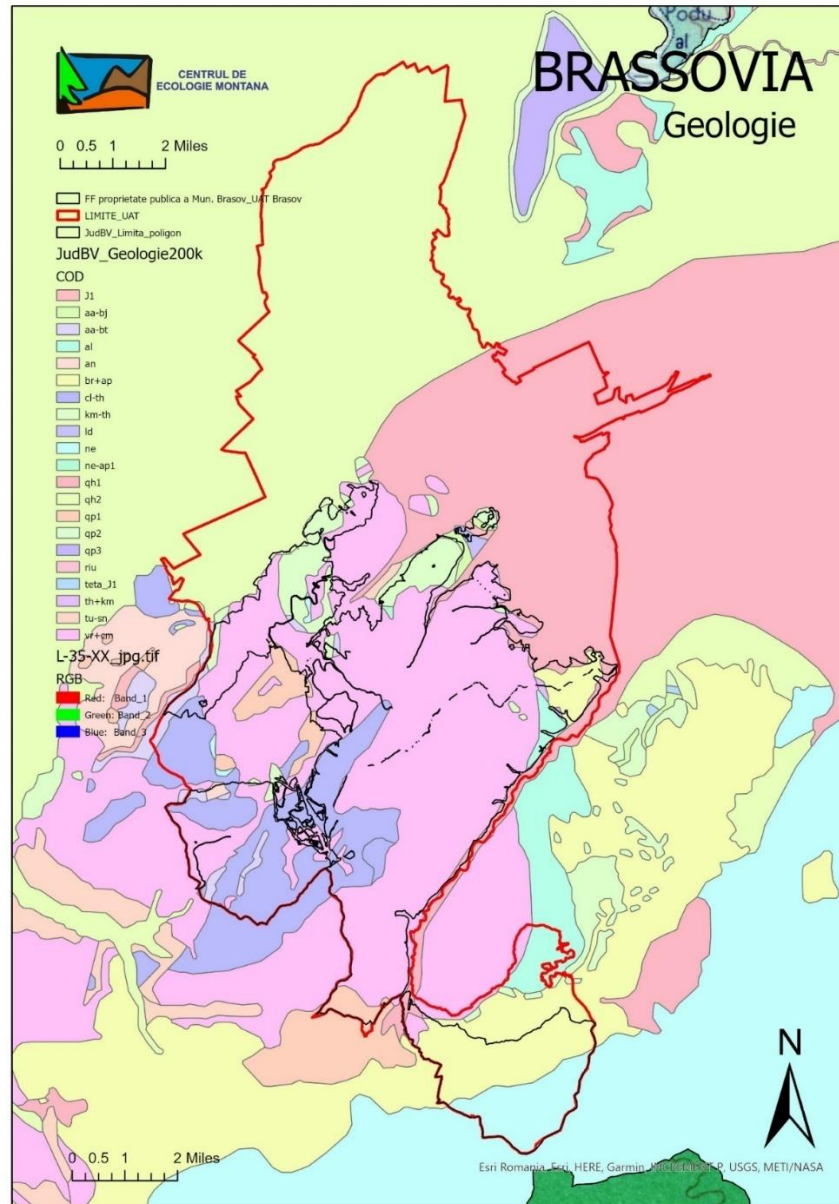 Podu
al
BRASSOVIA
Geologie
CENTRUL DE
ECOLOGIE MONTANA
0 0.5 1 2 Miles
FF proprietate publica a Mun. Brasov_UAT Brasov
LIMITE_UAT
JudBV_Limita_poligon
JudBV_Geologie200k
COD
J1
aa-bj
aa-bt
al
an
br+ap
cl-th
km-th
ld
ne
ne-ap1
qh1
qh2
qp1
qp2
qp3
riu
teta_J1
th+km
tu-sn
vr+cm
L-35-XX_jpg.tif
RGB
Red: Band_1
Green: Band_2
Blue: Band_3
N
0 0.5 1 2 Miles
Esri Romania, Esri, HERE, Garmin, P, USGS, METI/NASA